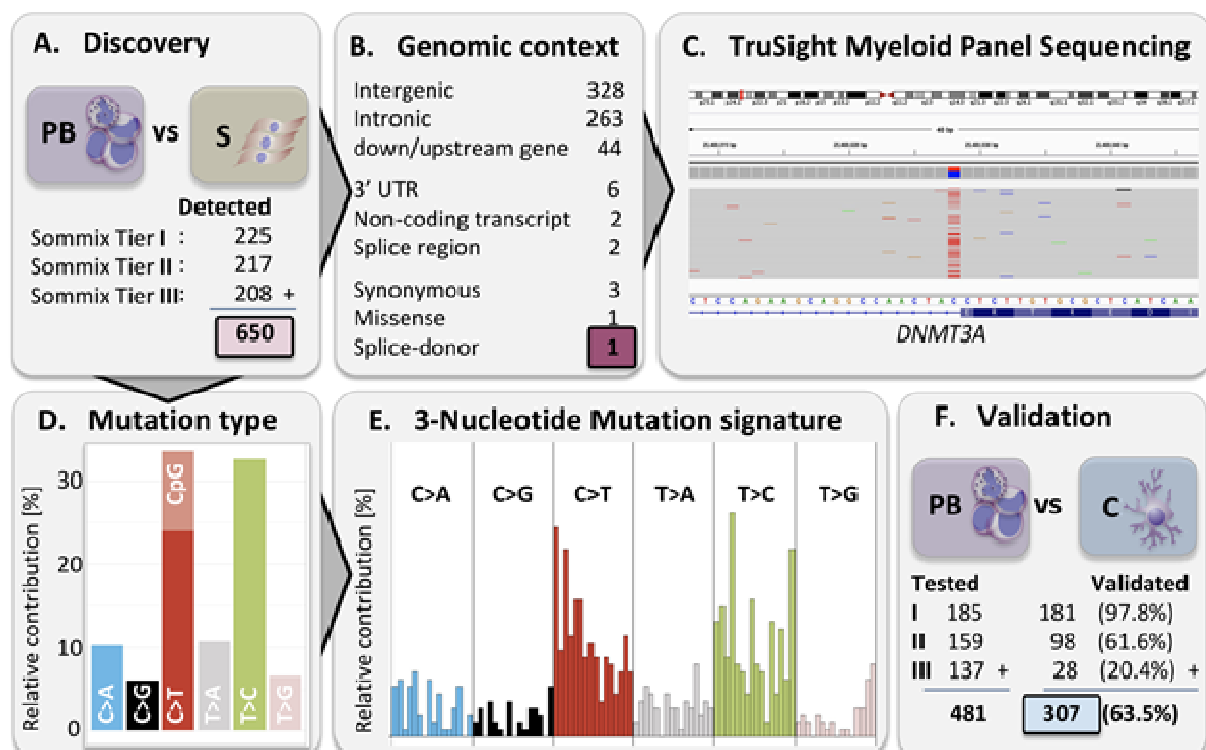 A. Discovery
PB vs S
Detected
Sommix Tier I : 225
Sommix Tier II : 217
Sommix Tier III: 208 +
650
B. Genomic context
Intergenic 328
Intronic 263
down/upstream gene 44
3' UTR 6
Non-coding transcript 2
Splice region 2
Synonymous 3
Missense 1
Splice-donor 1
C. TruSight Myeloid Panel Sequencing
C T C C A G A A G C A G G C C A A C T A C C T C T T G T G C G C T C A T C A A
DNMT3A
D. Mutation type
Relative contribution [%]
30
20
10
0
CpG
C>A
C>G
C>T
T>A
T>C
T>G
E. 3-Nucleotide Mutation signature
Relative contribution [%]
C>A C>G C>T T>A T>C T>G
F. Validation
PB vs C
Tested Validated
I 185 181 (97.8%)
II 159 98 (61.6%)
III 137 + 28 (20.4%) +
481 307 (63.5%)